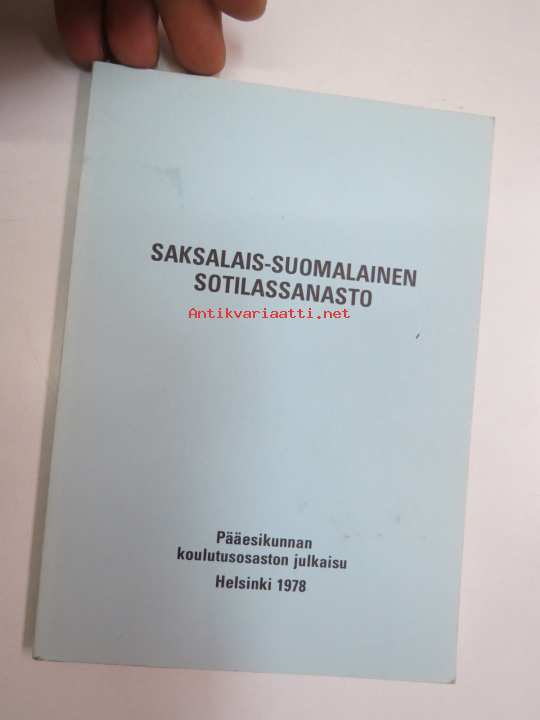 SAKSALAIS-SUOMALAINEN
SOTILASSANASTO
Antikvariaatti.net
Pääesikunnan
koulutusosaston julkaisu
Helsinki 1978